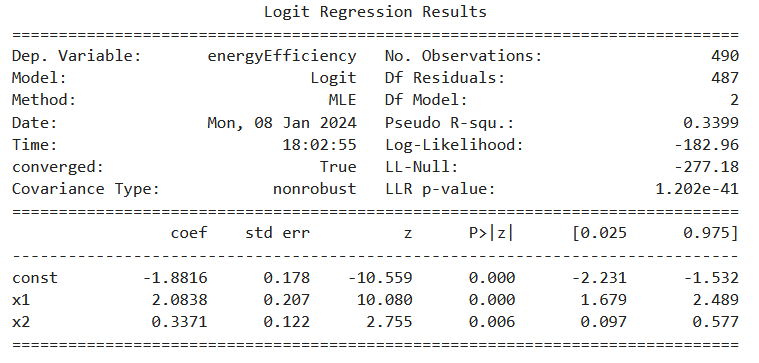 Logit Regression Results
==============================================================================
Dep. Variable: energyEfficiency No. Observations: 490
Model: Logit Df Residuals: 487
Method: MLE Df Model: 2
Date: Mon, 08 Jan 2024 Pseudo R-squ.: 0.3399
Time: 18:02:55 Log-Likelihood: -182.96
converged: True LL-Null: -277.18
Covariance Type: nonrobust LLR p-value: 1.202e-41
==============================================================================
coef std err z P>|z| [0.025 0.975]
------------------------------------------------------------------------------
const -1.8816 0.178 -10.559 0.000 -2.231 -1.532
x1 2.0838 0.207 10.080 0.000 1.679 2.489
x2 0.3371 0.122 2.755 0.006 0.097 0.577
==============================================================================